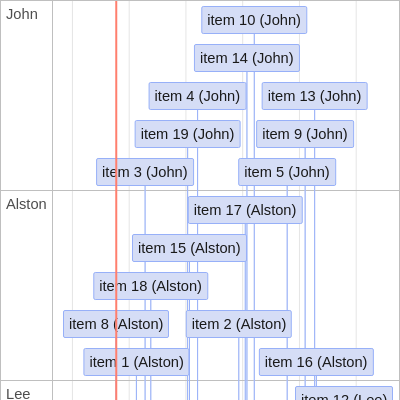 John
item 10 (John)
item 14 (John)
item 4 (John)
item 13 (John)
item 19 (John)
item 9 (John)
item 3 (John)
item 5 (John)
Alston
item 17 (Alston)
item 15 (Alston)
item 18 (Alston)
item 8 (Alston)
item 2 (Alston)
item 1 (Alston)
item 16 (Alston)
Lee
item 12 (Lee)